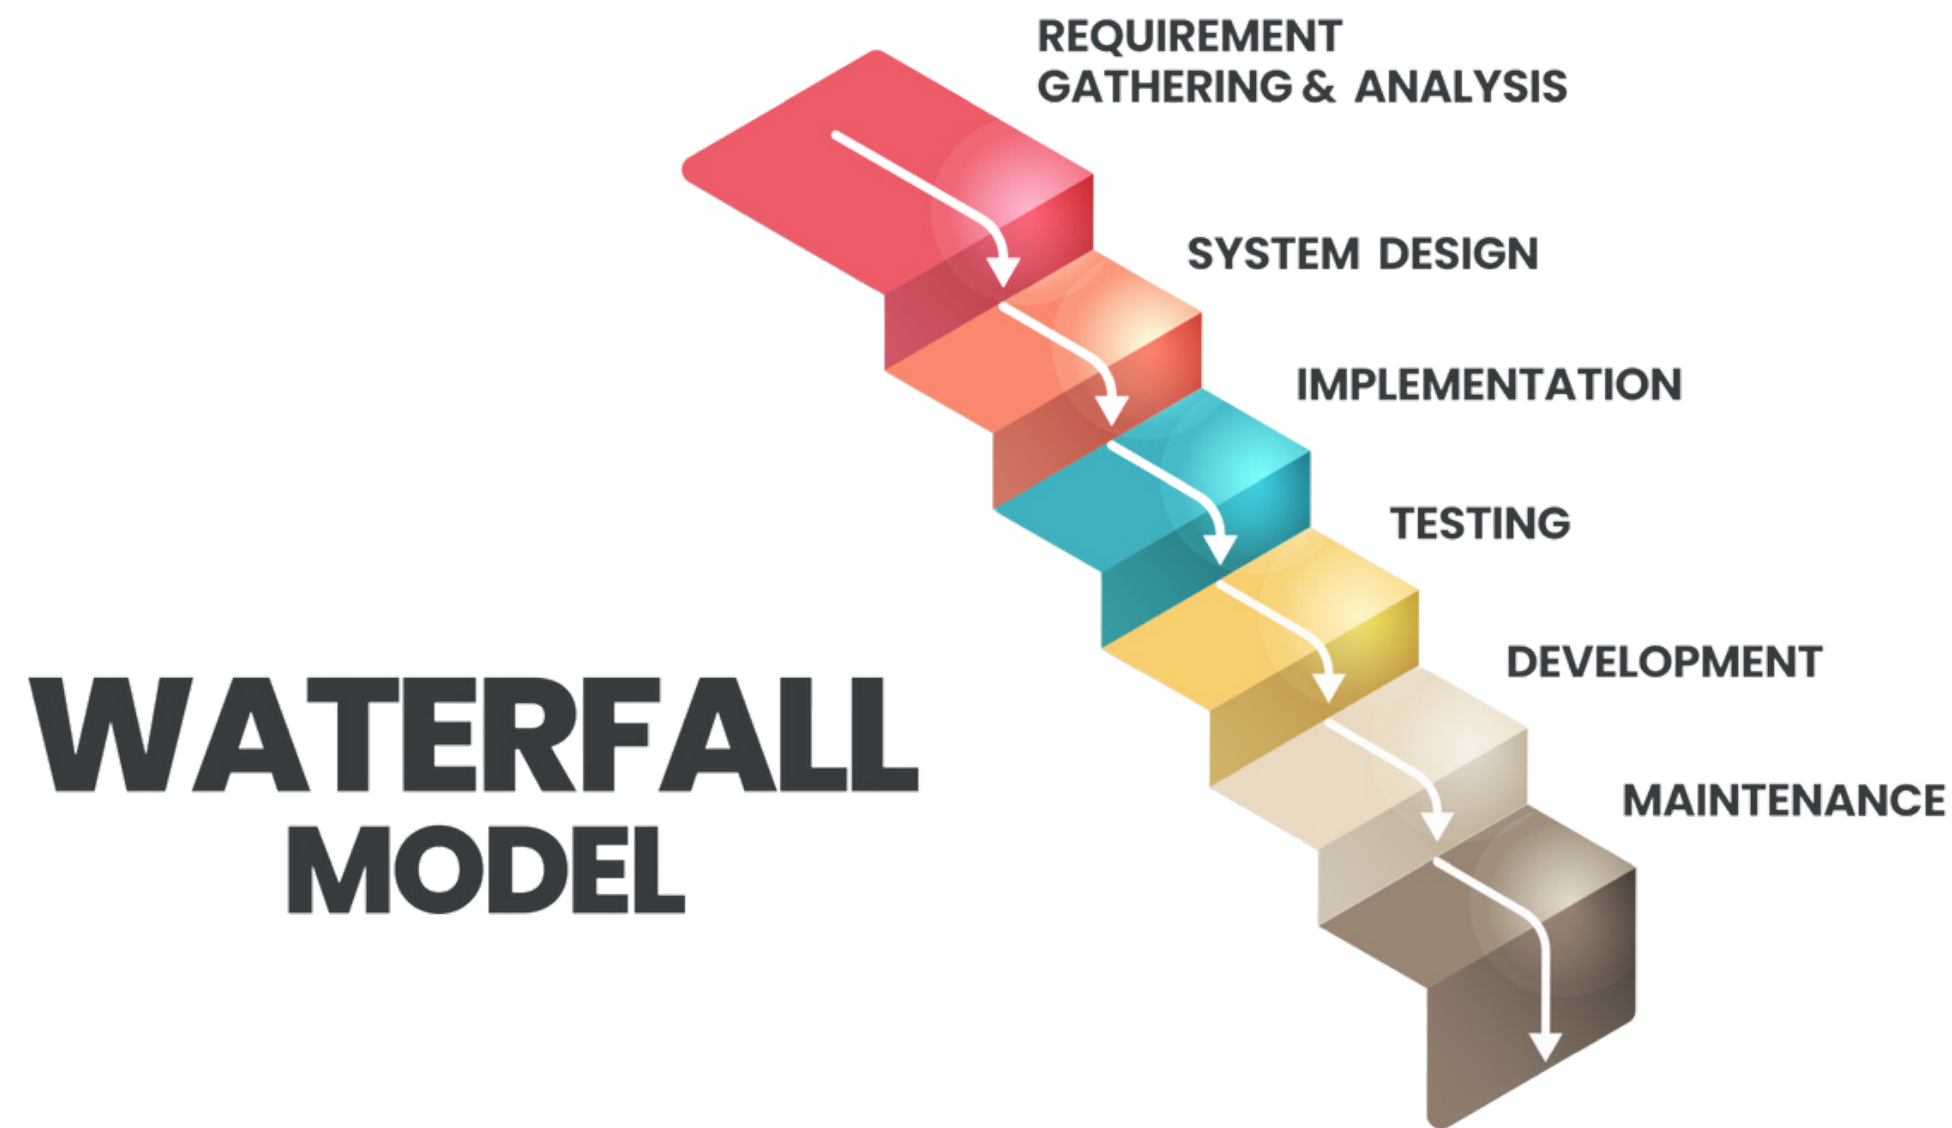 REQUIREMENT
GATHERING & ANALYSIS
SYSTEM DESIGN
IMPLEMENTATION
TESTING
DEVELOPMENT
MAINTENANCE
WATERFALL
MODEL